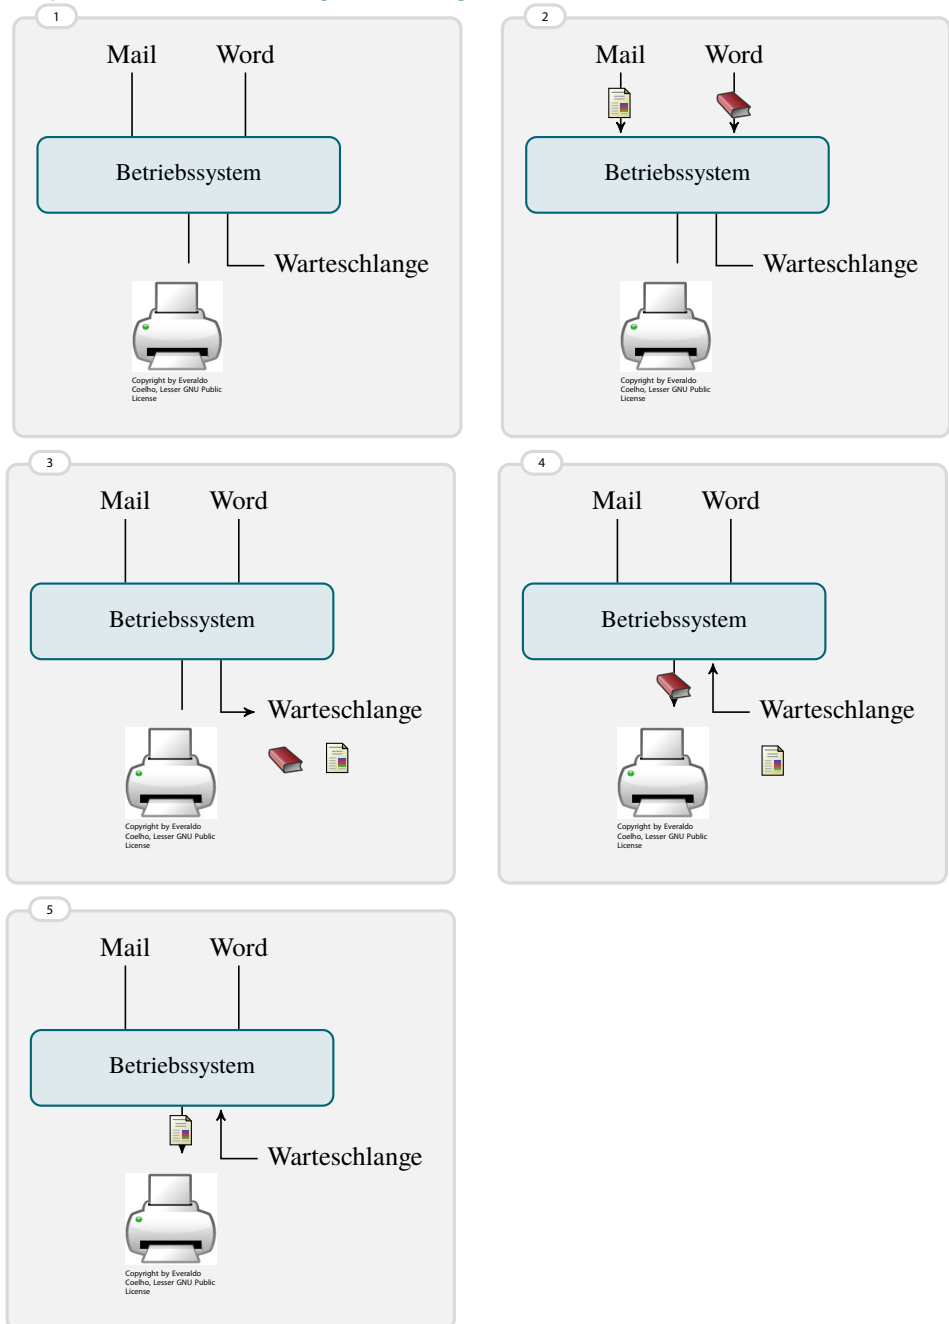 1
Mail Word
Betriebssystem
Warteschlange
Copyright by Everaldo
Coelho, Lesser GNU Public
License
2
Mail Word
Betriebssystem
Warteschlange
Copyright by Everaldo
Coelho, Lesser GNU Public
License
3
Mail Word
Betriebssystem
Warteschlange
Copyright by Everaldo
Coelho, Lesser GNU Public
License
4
Mail Word
Betriebssystem
Warteschlange
Copyright by Everaldo
Coelho, Lesser GNU Public
License
5
Mail Word
Betriebssystem
Warteschlange
Copyright by Everaldo
Coelho, Lesser GNU Public
License